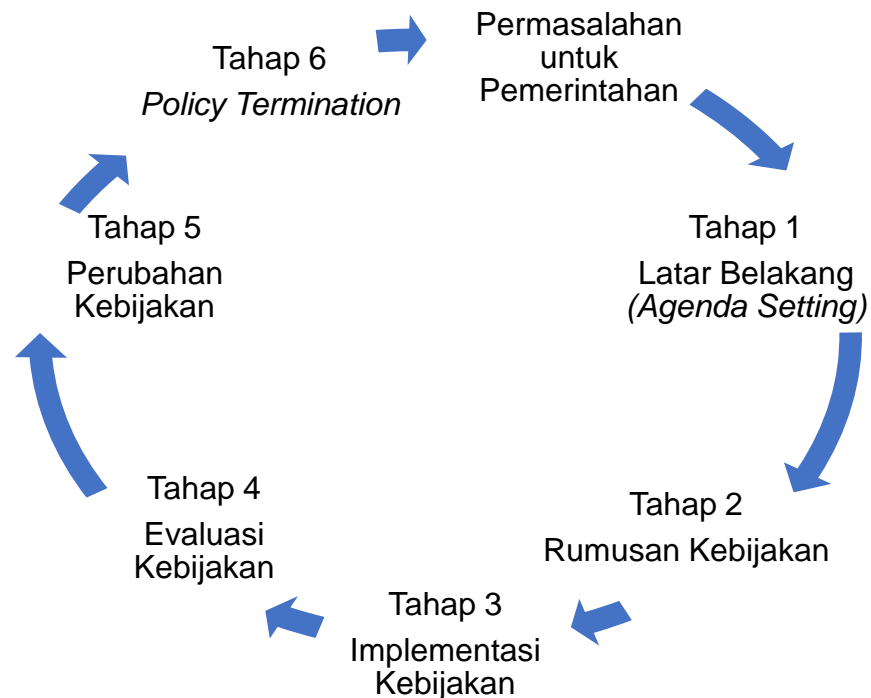 Permasalahan
untuk
Pemerintahan
Tahap 1
Latar Belakang
(Agenda Setting)
Tahap 2
Rumusan Kebijakan
Tahap 3
Implementasi
Kebijakan
Tahap 4
Evaluasi
Kebijakan
Tahap 5
Perubahan
Kebijakan
Tahap 6
Policy Termination